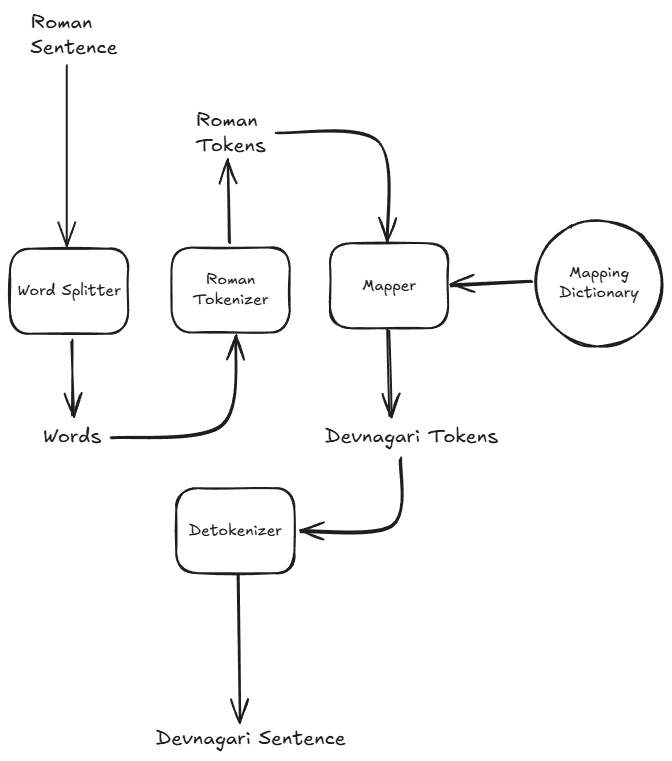 Roman
Sentence
Roman
Tokens
Word Splitter
Roman
Tokenizer
Mapper
Mapping
Dictionary
Words
Devnagari Tokens
Detokenizer
Devnagari Sentence